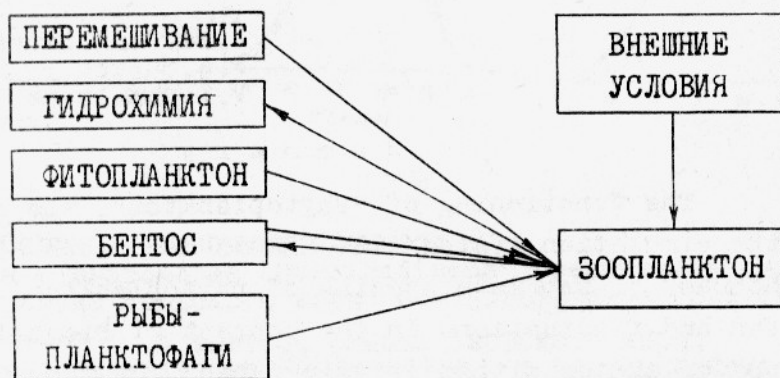 ПЕРЕМЕШИВАНИЕ
ГИДРОХИМИЯ
ФИТОПЛАНКТОН
БЕНТОС
РЫБЫ-
ПЛАНКТОФАГИ
ВНЕШНИЕ
УСЛОВИЯ
ЗООПЛАНКТОН